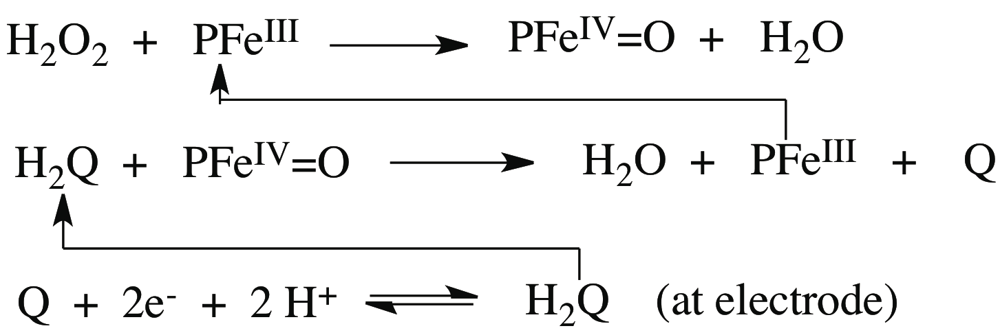 H₂O₂ + PFeᴵᴵᴵ → PFeᴵⱽ=O + H₂O
H₂Q + PFeᴵⱽ=O → H₂O + PFeᴵᴵᴵ + Q
Q + 2e⁻ + 2 H⁺ ⇌ H₂Q (at electrode)